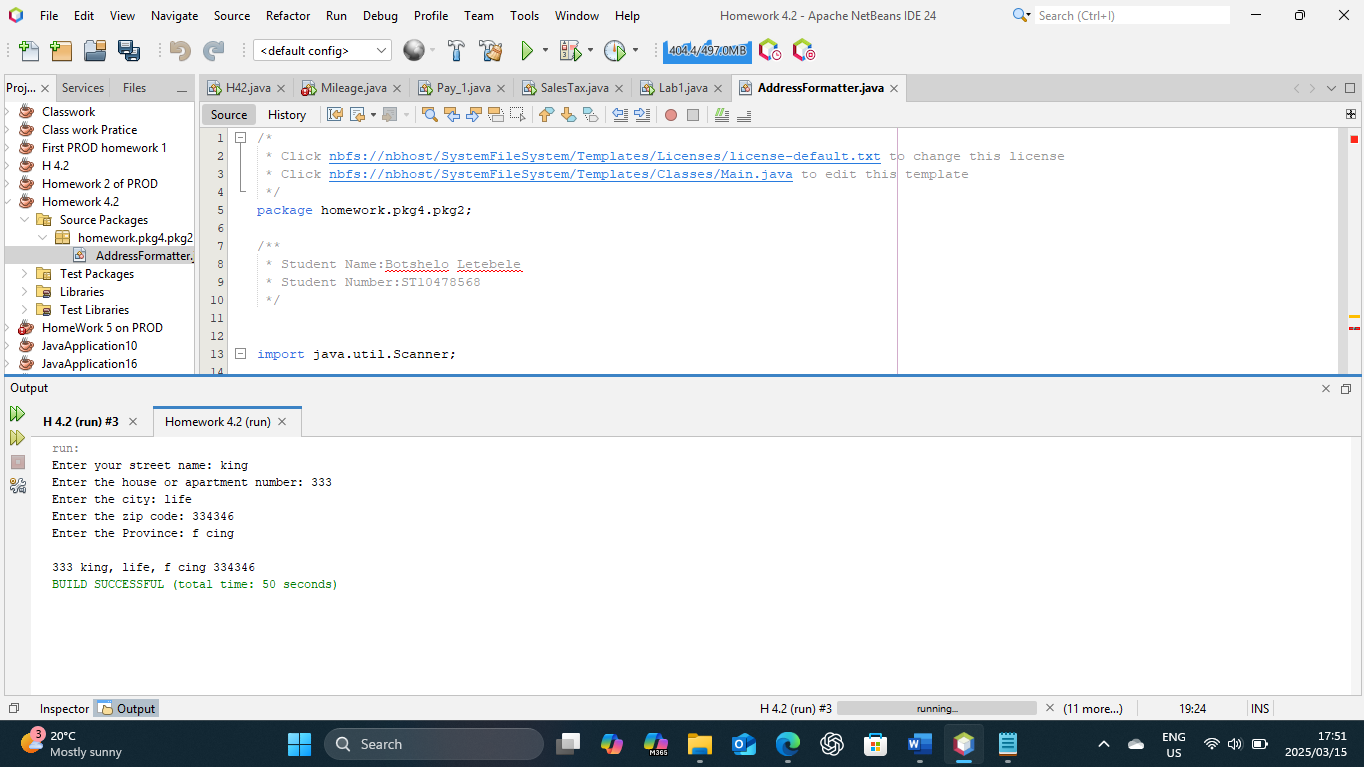 File Edit View Navigate Source Refactor Run Debug Profile Team Tools Window Help Homework 4.2 - Apache NetBeans IDE 24 Search (Ctrl+I)
<default config> 404.4/497.0MB
Proj... Services Files H42.java Mileage.java Pay_1.java SalesTax.java Lab1.java AddressFormatter.java
Source History
Classwork
Class work Pratice
First PROD homework 1
H 4.2
Homework 2 of PROD
Homework 4.2
Source Packages
homework.pkg4.pkg2
AddressFormatter.
Test Packages
Libraries
Test Libraries
HomeWork 5 on PROD
JavaApplication10
JavaApplication16
1 /*
2 * Click nbfs://nbhost/SystemFileSystem/Templates/Licenses/license-default.txt to change this license
3 * Click nbfs://nbhost/SystemFileSystem/Templates/Classes/Main.java to edit this template
4 */
5 package homework.pkg4.pkg2;
6
7 /**
8 * Student Name:Botshelo Letebele
9 * Student Number:ST10478568
10 */
11
12
13 import java.util.Scanner;
14
Output
H 4.2 (run) #3 Homework 4.2 (run)
run:
Enter your street name: king
Enter the house or apartment number: 333
Enter the city: life
Enter the zip code: 334346
Enter the Province: f cing
333 king, life, f cing 334346
BUILD SUCCESSFUL (total time: 50 seconds)
Inspector Output H 4.2 (run) #3 running... (11 more...) 19:24 INS
3 20°C
Mostly sunny
Search
M365
ENG
US
17:51
2025/03/15